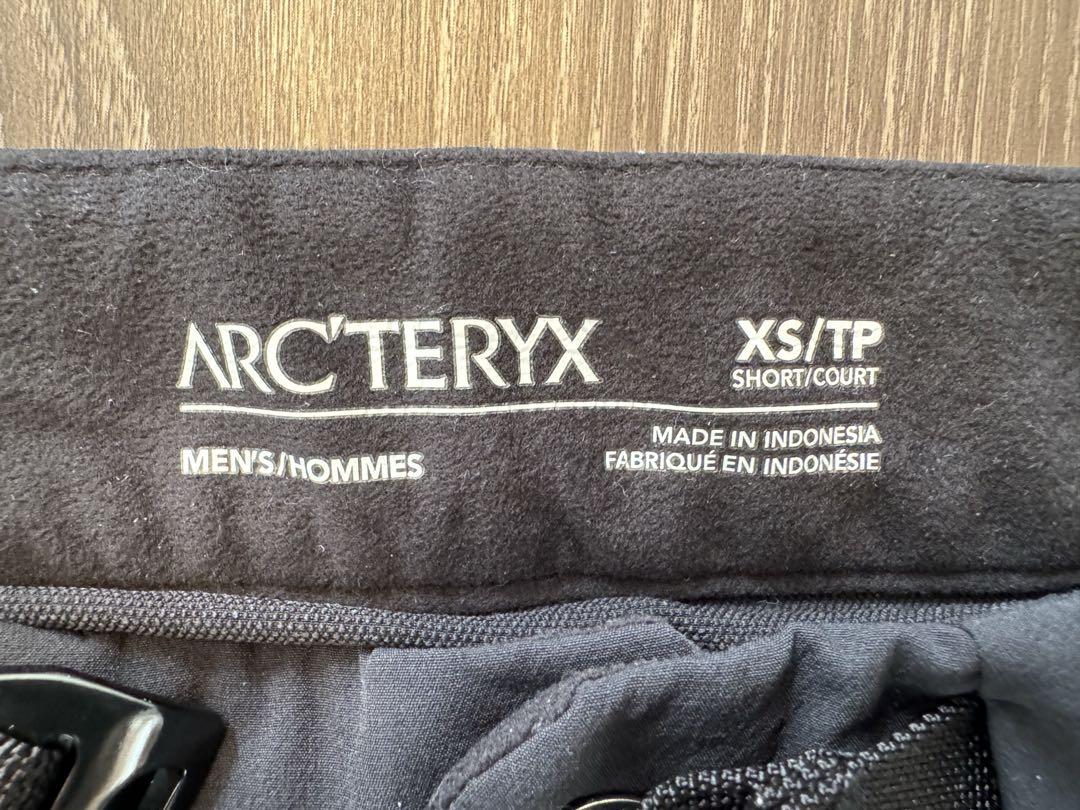 ARC'TERYX
XS/TP
SHORT/COURT
MEN'S/HOMMES
MADE IN INDONESIA
FABRIQUÉ EN INDONÉSIE